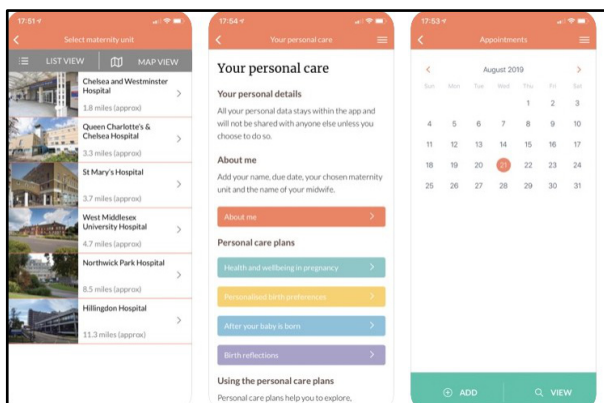 17:51
Select maternity unit
LIST VIEW
MAP VIEW
Chelsea and Westminster
Hospital
1.8 miles (approx)
Queen Charlotte's &
Chelsea Hospital
3.3 miles (approx)
St Mary's Hospital
3.7 miles (approx)
West Middlesex
University Hospital
4.7 miles (approx)
Northwick Park Hospital
8.5 miles (approx)
Hillingdon Hospital
11.3 miles (approx)
17:54
Your personal care
Your personal care
Your personal details
All your personal data stays within the app and
will not be shared with anyone else unless you
choose to do so.
About me
Add your name, due date, your chosen maternity
unit and the name of your midwife.
About me
Personal care plans
Health and wellbeing in pregnancy
Personalised birth preferences
After your baby is born
Birth reflections
Using the personal care plans
Personal care plans help you to explore,
17:53
Appointments
August 2019
Sun Mon Tue Wed Thu Fri Sat
1 2 3
4 5 6 7 8 9 10
11 12 13 14 15 16 17
18 19 20 21 22 23 24
25 26 27 28 29 30 31
ADD
VIEW